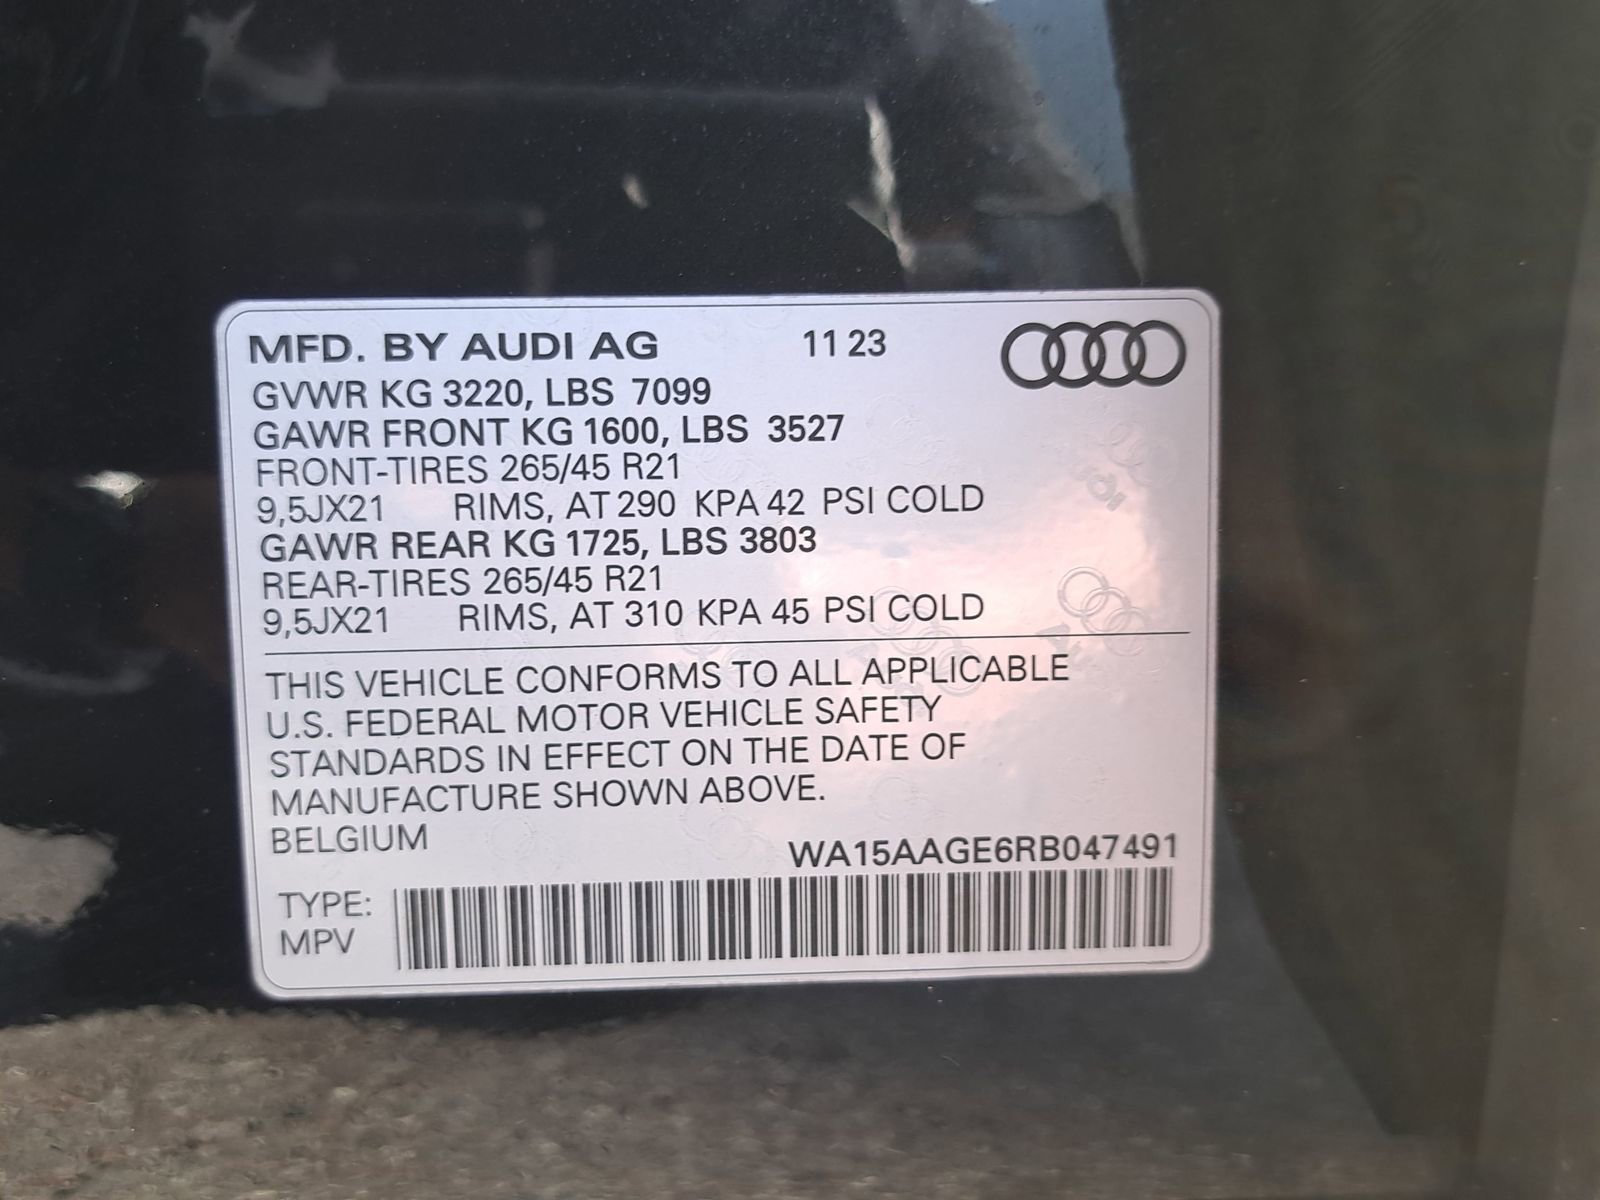 MFD. BY AUDI AG 11 23
GVWR KG 3220, LBS 7099
GAWR FRONT KG 1600, LBS 3527
FRONT-TIRES 265/45 R21
9,5JX21 RIMS, AT 290 KPA 42 PSI COLD
GAWR REAR KG 1725, LBS 3803
REAR-TIRES 265/45 R21
9,5JX21 RIMS, AT 310 KPA 45 PSI COLD
THIS VEHICLE CONFORMS TO ALL APPLICABLE
U.S. FEDERAL MOTOR VEHICLE SAFETY
STANDARDS IN EFFECT ON THE DATE OF
MANUFACTURE SHOWN ABOVE.
BELGIUM
WA15AAGE6RB047491
TYPE:
MPV